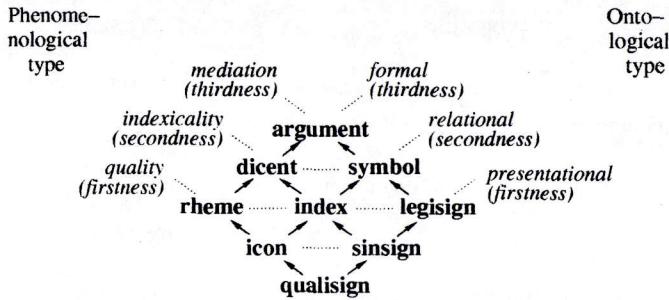 Phenome–
nological
type
Onto–
logical
type
mediation
(thirdness)
formal
(thirdness)
indexicality
(secondness)
argument
relational
(secondness)
quality
(firstness)
dicent
symbol
presentational
(firstness)
rheme
index
legisign
icon
sinsign
qualisign